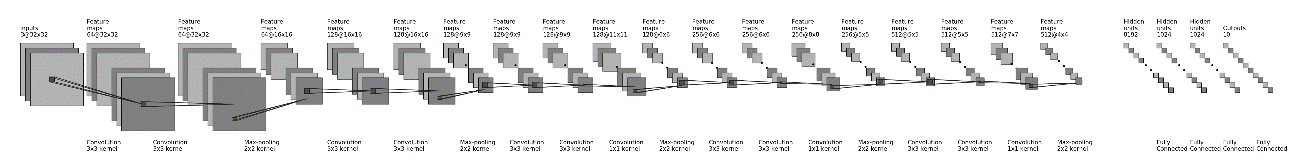 Inputs
3@32x32
Feature
maps
64@32x32
Feature
maps
64@32x32
Feature
maps
64@16x16
Feature
maps
128@16x16
Feature
maps
128@16x16
Feature
maps
128@9x9
Feature
maps
128@9x9
Feature
maps
128@9x9
Feature
maps
128@11x11
Feature
maps
128@6x6
Feature
maps
256@6x6
Feature
maps
256@6x6
Feature
maps
256@8x8
Feature
maps
256@5x5
Feature
maps
512@5x5
Feature
maps
512@5x5
Feature
maps
512@7x7
Feature
maps
512@4x4
Hidden
units
8192
Hidden
units
1024
Hidden
units
1024
Outputs
10
Convolution
3x3 kernel
Convolution
3x3 kernel
Max-pooling
2x2 kernel
Convolution
3x3 kernel
Convolution
3x3 kernel
Max-pooling
2x2 kernel
Convolution
3x3 kernel
Convolution
3x3 kernel
Convolution
1x1 kernel
Max-pooling
2x2 kernel
Convolution
3x3 kernel
Convolution
3x3 kernel
Convolution
1x1 kernel
Max-pooling
2x2 kernel
Convolution
3x3 kernel
Convolution
3x3 kernel
Convolution
1x1 kernel
Max-pooling
2x2 kernel
Fully
Connected
Fully
Connected
Fully
Connected
Fully
Connected